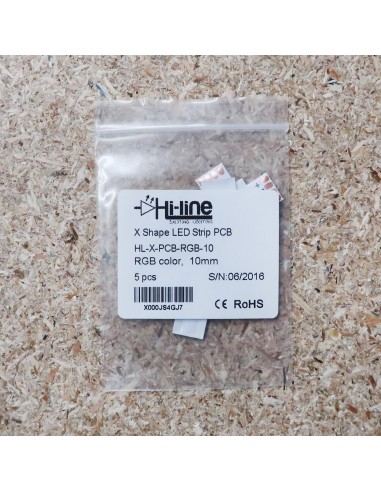 Hi-line
X Shape LED Strip PCB
HL-X-PCB-RGB-10
RGB color, 10mm
5 pcs S/N:06/2016
X000JS4GJ7
CE RoHS